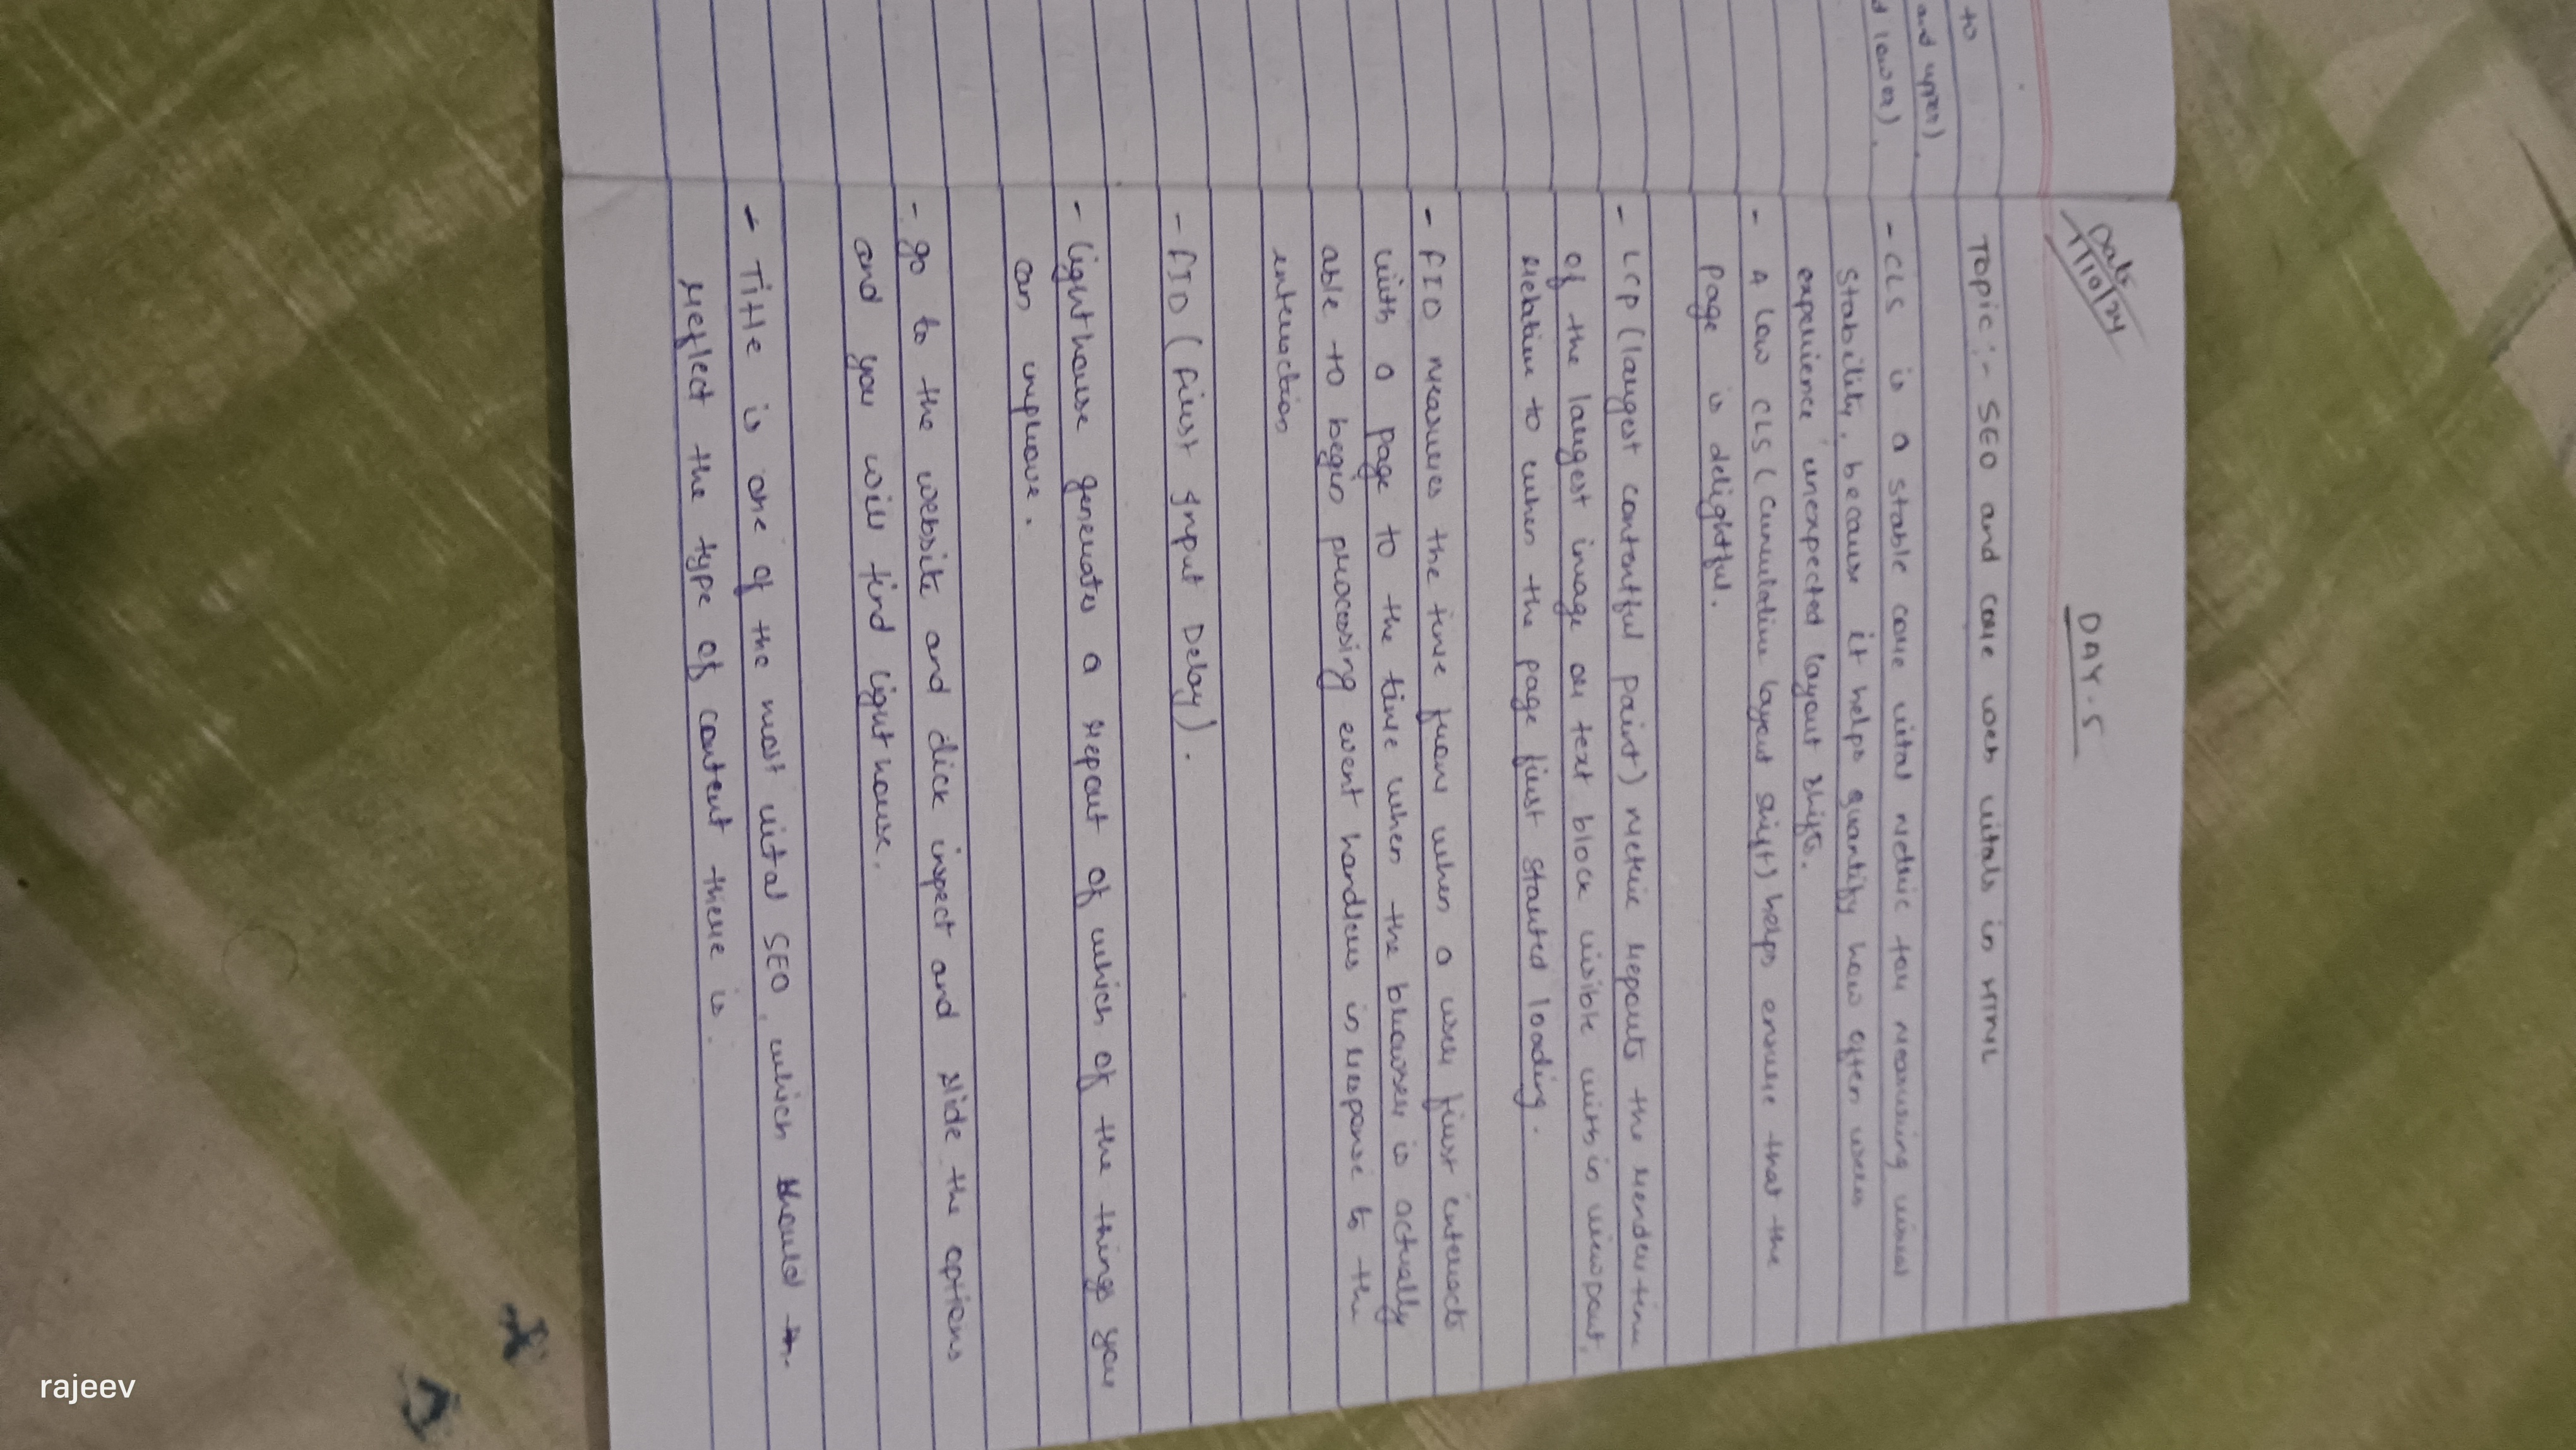 to
and upper)
d lower).
Date
1/10/24
DAY-5
Topic:- SEO and core web vitals in HTML
- CLS is a stable core vital metric for measuring visual
stability, because it helps quantify how often users
experience unexpected layout shifts.
- A low CLS (Cumulative layout shift) helps ensure that the
page is delightful.
- LCP (largest contentful paint) metric reports the render time
of the largest image or text block visible within viewport,
relative to when the page first started loading.
- FID measures the time from when a user first interacts
with a page to the time when the browser is actually
able to begin processing event handlers in response to the
interaction
- FID (First Input Delay).
- lighthouse generates a report of which of the things you
can improve.
- go to the website and click inspect and slide the options
and you will find lighthouse.
- Title is one of the most vital SEO, which should
reflect the type of content there is.
rajeev